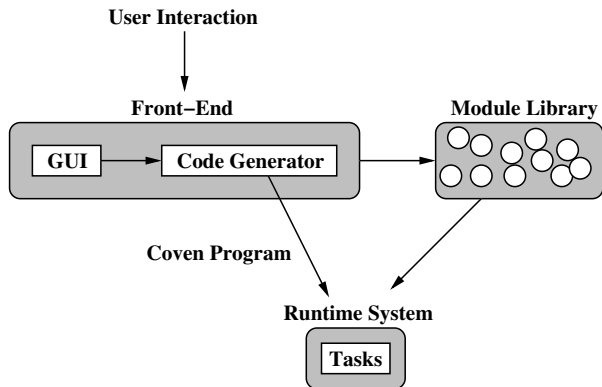 User Interaction
Front−End
Module Library
GUI
Code Generator
Coven Program
Runtime System
Tasks